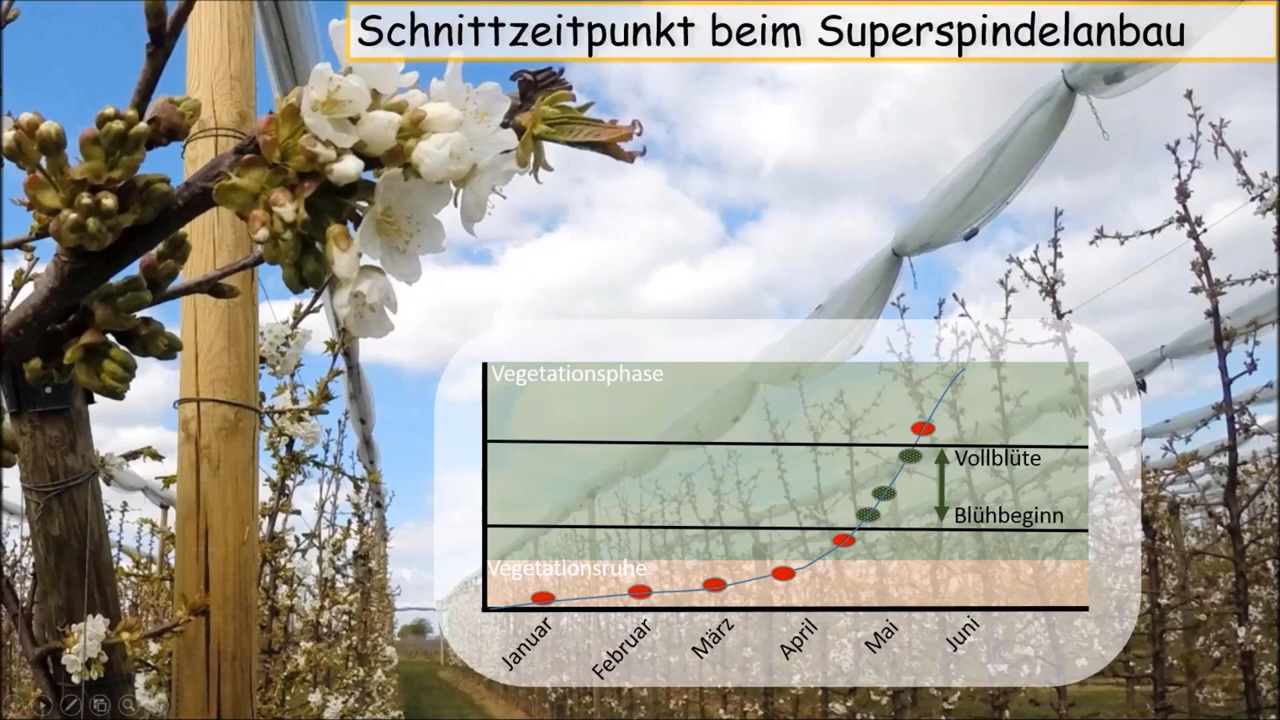 Schnittzeitpunkt beim Superspindelanbau
Vegetationsphase
Vollblüte
Blühbeginn
Vegetationsruhe
Januar
Februar
März
April
Mai
Juni